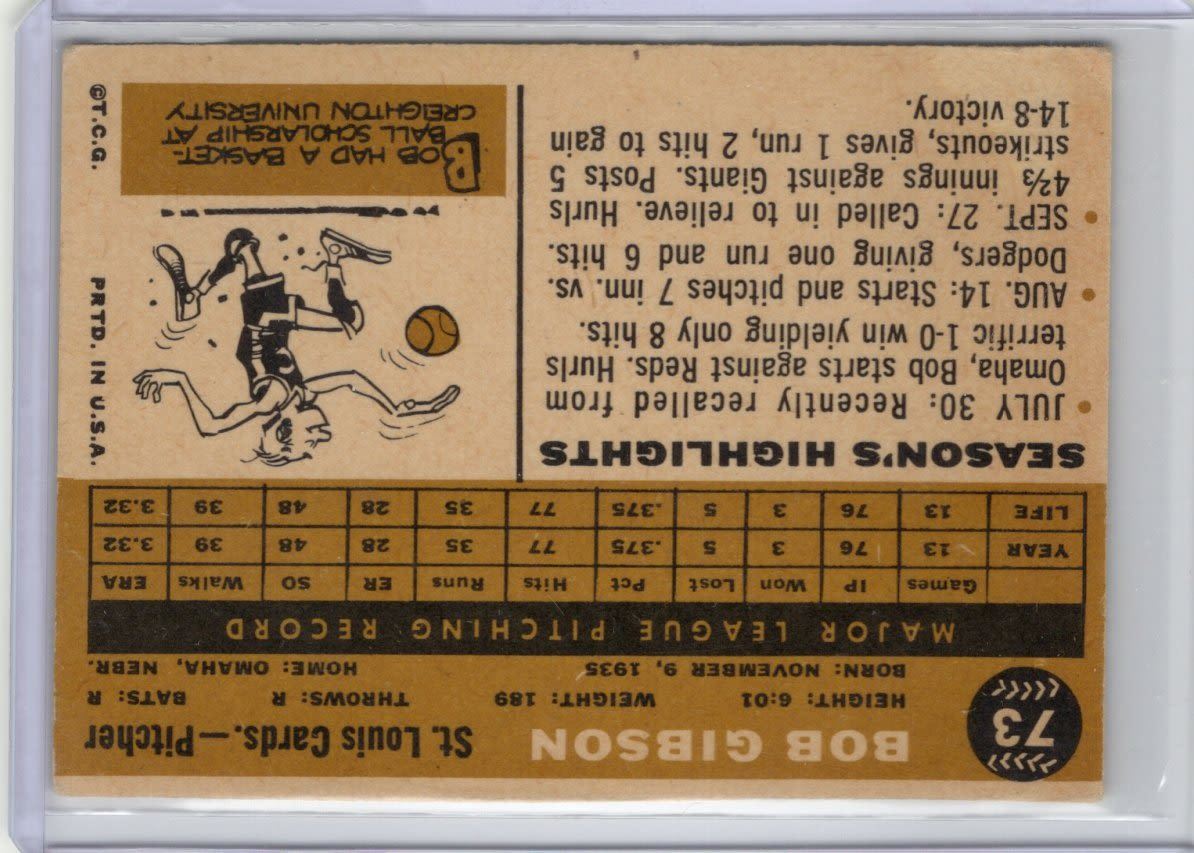 73
BOB GIBSON St. Louis Cards.—Pitcher
HEIGHT: 6:01 WEIGHT: 189 THROWS: R BATS: R
BORN: NOVEMBER 9, 1935 HOME: OMAHA, NEBR.
MAJOR LEAGUE PITCHING RECORD
Games IP Won Lost Pct Hits Runs ER SO Walks ERA
YEAR 13 76 3 5 .375 77 35 28 48 39 3.32
LIFE 13 76 3 5 .375 77 35 28 48 39 3.32
SEASON'S HIGHLIGHTS
• JULY 30: Recently recalled from
Omaha, Bob starts against Reds. Hurls
terrific 1-0 win yielding only 8 hits.
• AUG. 14: Starts and pitches 7 inn. vs.
Dodgers, giving one run and 6 hits.
• SEPT. 27: Called in to relieve. Hurls
4⅔ innings against Giants. Posts 5
strikeouts, gives 1 run, 2 hits to gain
14-8 victory.
BOB HAD A BASKET-
BALL SCHOLARSHIP AT
CREIGHTON UNIVERSITY
©T.C.G. PRTD. IN U.S.A.